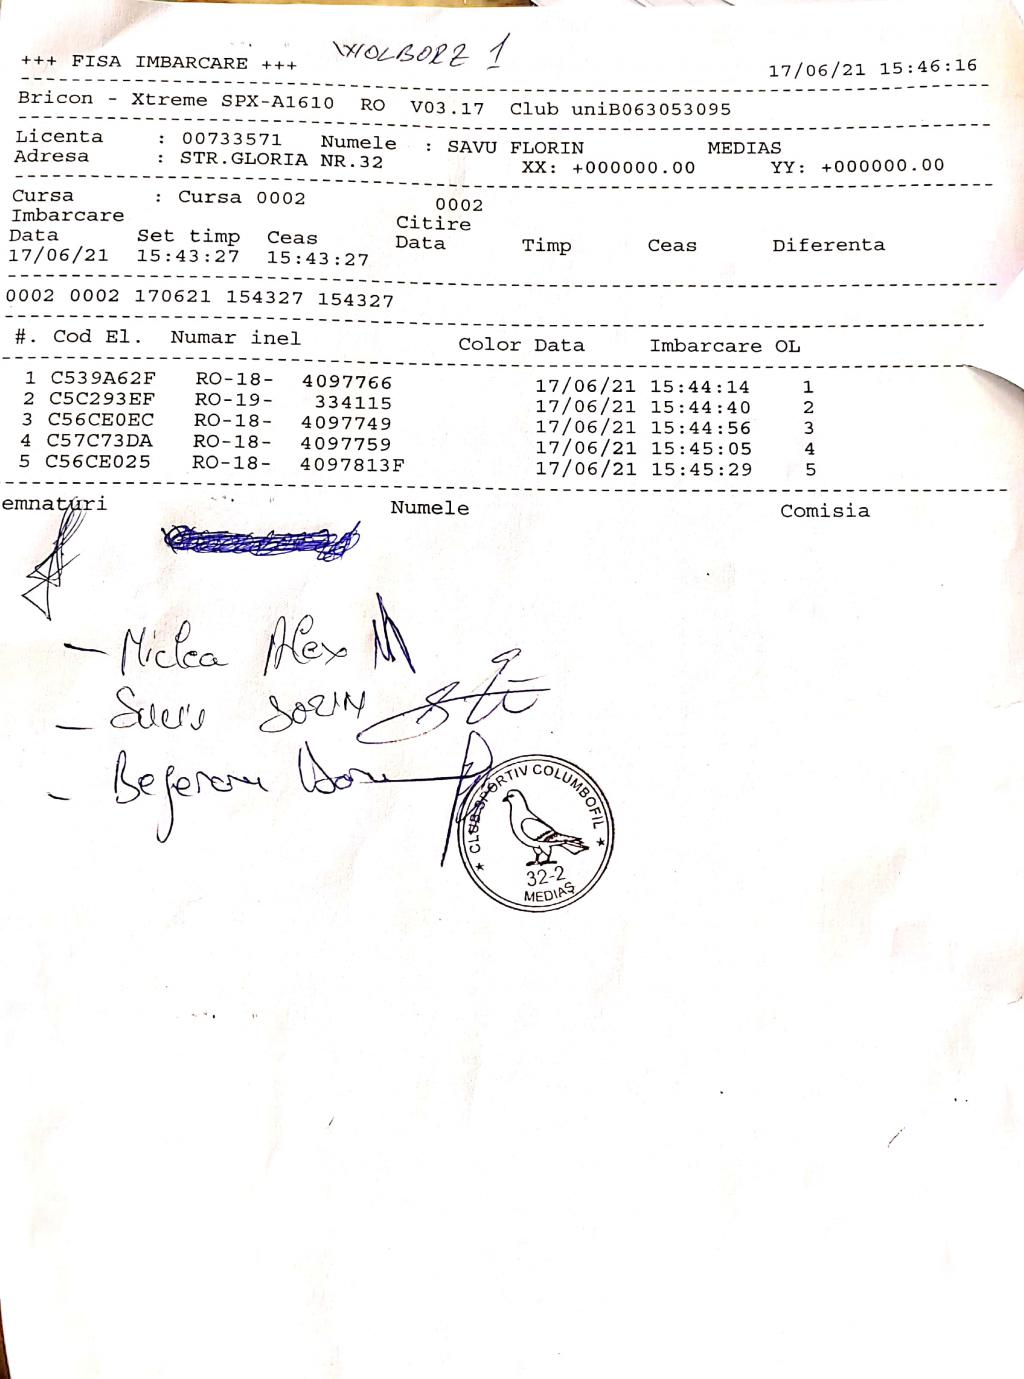 WOLBORZ 1
+++ FISA IMBARCARE +++ 17/06/21 15:46:16
Bricon - Xtreme SPX-A1610 RO V03.17 Club uniB063053095
Licenta : 00733571 Numele : SAVU FLORIN MEDIAS
Adresa : STR.GLORIA NR.32 XX: +000000.00 YY: +000000.00
Cursa : Cursa 0002 0002
Imbarcare Citire
Data Set timp Ceas Data Timp Ceas Diferenta
17/06/21 15:43:27 15:43:27
0002 0002 170621 154327 154327
#. Cod El. Numar inel Color Data Imbarcare OL
1 C539A62F RO-18- 4097766 17/06/21 15:44:14 1
2 C5C293EF RO-19- 334115 17/06/21 15:44:40 2
3 C56CE0EC RO-18- 4097749 17/06/21 15:44:56 3
4 C57C73DA RO-18- 4097759 17/06/21 15:45:05 4
5 C56CE025 RO-18- 4097813F 17/06/21 15:45:29 5
emnaturi Numele Comisia
- Miclea Alex
- SORIN
CLUB SPORTIV COLUMBOFIL
32-2
MEDIAȘ